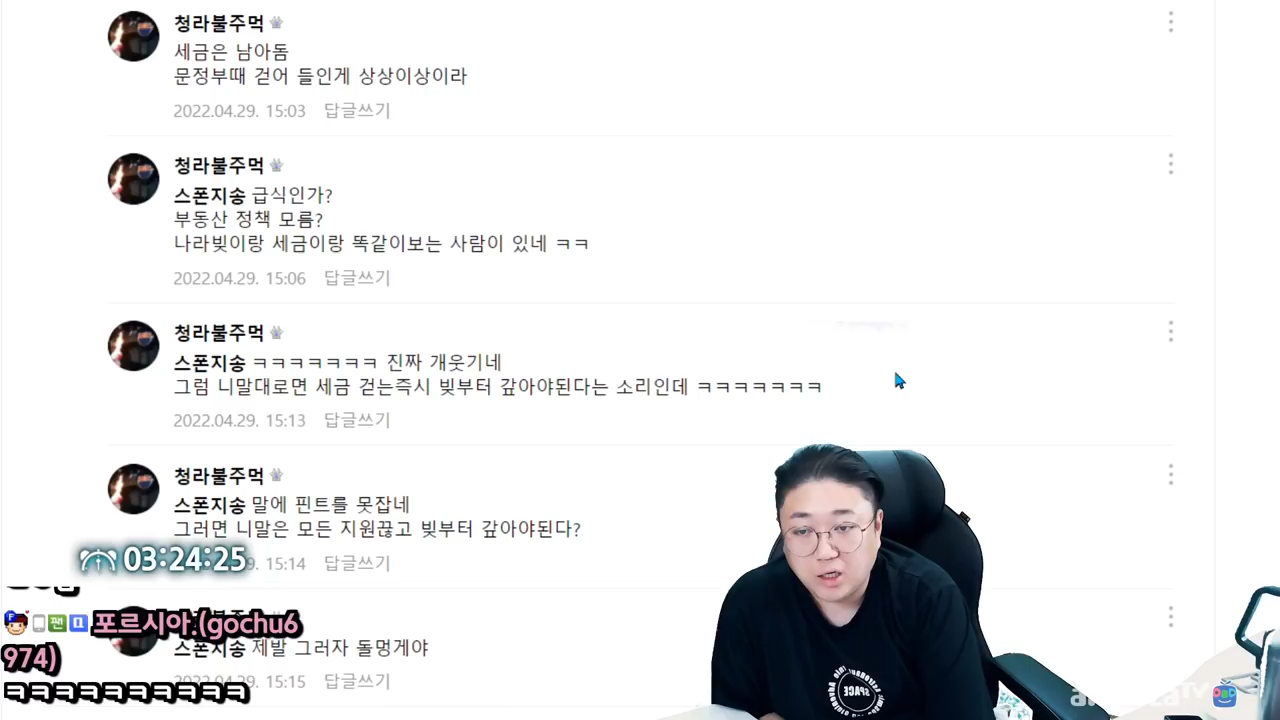 청라불주먹
세금은 남아돔
문정부때 걷어 들인게 상상이상이라
2022.04.29. 15:03 답글쓰기
청라불주먹
스폰지송 급식인가?
부동산 정책 모름?
나라빚이랑 세금이랑 똑같이보는 사람이 있네 ㅋㅋ
2022.04.29. 15:06 답글쓰기
청라불주먹
스폰지송 ㅋㅋㅋㅋㅋㅋㅋ 진짜 개웃기네
그럼 니말대로면 세금 걷는즉시 빚부터 갚아야된다는 소리인데 ㅋㅋㅋㅋㅋㅋㅋ
2022.04.29. 15:13 답글쓰기
청라불주먹
스폰지송 말에 핀트를 못잡네
그러면 니말은 모든 지원끊고 빚부터 갚아야된다?
03:24:25
9. 15:14 답글쓰기
팬
포르시아.(gochu6
974)
스폰지송 제발 그러자 돌멍게야
2022.04.29. 15:15 답글쓰기
ㅋㅋㅋㅋㅋㅋㅋㅋㅋㅋ
SPACE